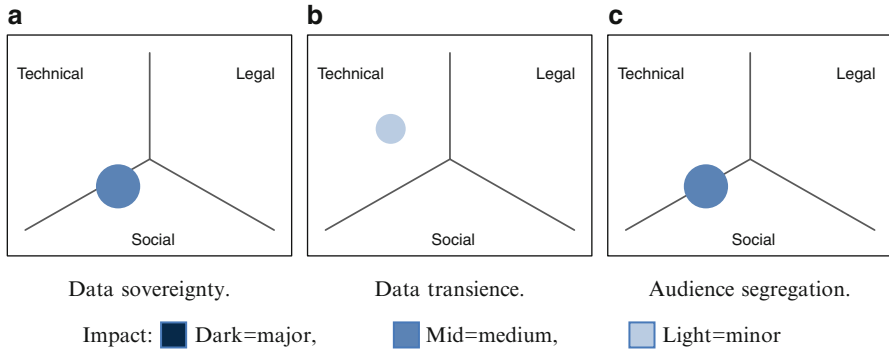 a b c
Technical Legal Technical Legal Technical Legal
Social Social Social
Data sovereignty. Data transience. Audience segregation.
Impact: Dark=major, Mid=medium, Light=minor